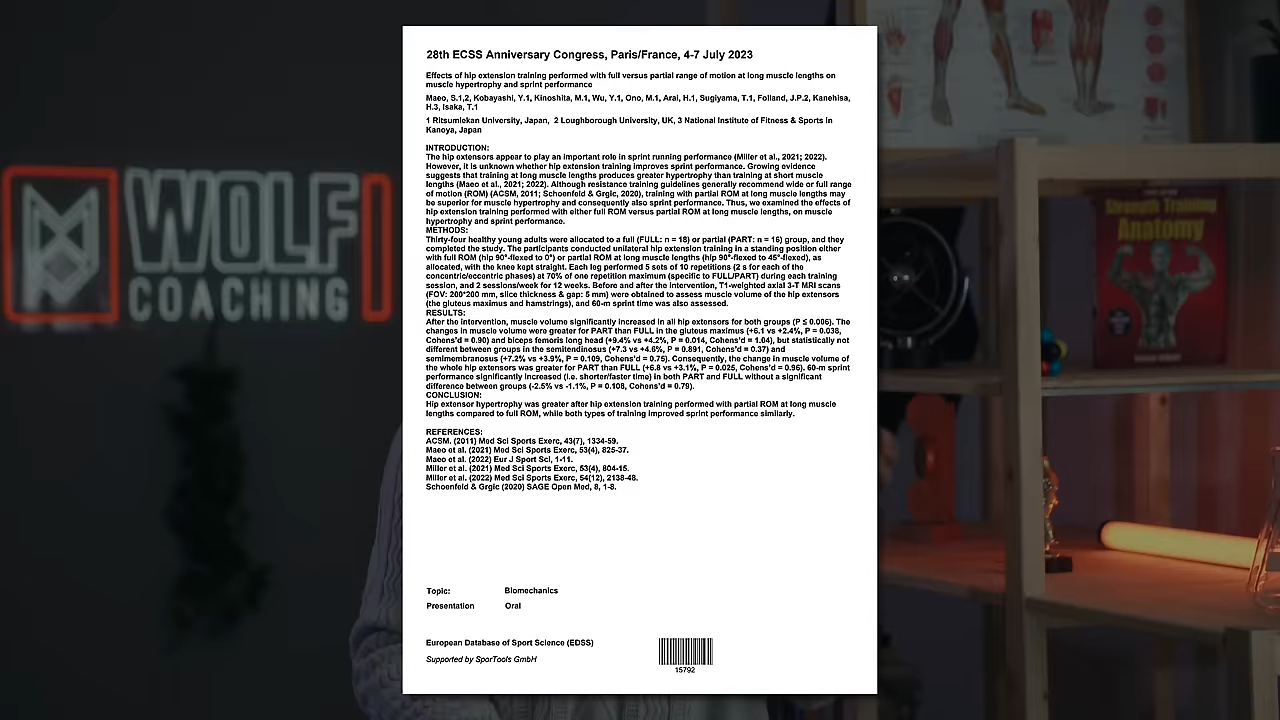 WOLF
COACHING
Strength Training
Anatomy
28th ECSS Anniversary Congress, Paris/France, 4-7 July 2023
Effects of hip extension training performed with full versus partial range of motion at long muscle lengths on
muscle hypertrophy and sprint performance
Maeo, S.1,2, Kobayashi, Y.1, Kinoshita, M.1, Wu, Y.1, Ono, M.1, Arai, H.1, Sugiyama, T.1, Folland, J.P.2, Kanehisa,
H.3, Isaka, T.1
1 Ritsumeikan University, Japan, 2 Loughborough University, UK, 3 National Institute of Fitness & Sports in
Kanoya, Japan
INTRODUCTION:
The hip extensors appear to play an important role in sprint running performance (Miller et al., 2021; 2022).
However, it is unknown whether hip extension training improves sprint performance. Growing evidence
suggests that training at long muscle lengths produces greater hypertrophy than training at short muscle
lengths (Maeo et al., 2021; 2022). Although resistance training guidelines generally recommend wide or full range
of motion (ROM) (ACSM, 2011; Schoenfeld & Grgic, 2020), training with partial ROM at long muscle lengths may
be superior for muscle hypertrophy and consequently also sprint performance. Thus, we examined the effects of
hip extension training performed with either full ROM versus partial ROM at long muscle lengths, on muscle
hypertrophy and sprint performance.
METHODS:
Thirty-four healthy young adults were allocated to a full (FULL: n = 18) or partial (PART: n = 16) group, and they
completed the study. The participants conducted unilateral hip extension training in a standing position either
with full ROM (hip 90°-flexed to 0°) or partial ROM at long muscle lengths (hip 90°-flexed to 45°-flexed), as
allocated, with the knee kept straight. Each leg performed 5 sets of 10 repetitions (2 s for each of the
concentric/eccentric phases) at 70% of one repetition maximum (specific to FULL/PART) during each training
session, and 2 sessions/week for 12 weeks. Before and after the intervention, T1-weighted axial 3-T MRI scans
(FOV: 200*200 mm, slice thickness & gap: 5 mm) were obtained to assess muscle volume of the hip extensors
(the gluteus maximus and hamstrings), and 60-m sprint time was also assessed.
RESULTS:
After the intervention, muscle volume significantly increased in all hip extensors for both groups (P ≤ 0.006). The
changes in muscle volume were greater for PART than FULL in the gluteus maximus (+5.1 vs +2.4%, P = 0.038,
Cohens'd = 0.90) and biceps femoris long head (+9.4% vs +4.2%, P = 0.014, Cohens'd = 1.04), but statistically not
different between groups in the semitendinosus (+7.3 vs +4.6%, P = 0.891, Cohens'd = 0.37) and
semimembranosus (+7.2% vs +3.9%, P = 0.109, Cohens'd = 0.75). Consequently, the change in muscle volume of
the whole hip extensors was greater for PART than FULL (+6.8 vs +3.1%, P = 0.025, Cohens'd = 0.96). 60-m sprint
performance significantly increased (i.e. shorter/faster time) in both PART and FULL without a significant
difference between groups (-2.5% vs -1.1%, P = 0.108, Cohens'd = 0.79).
CONCLUSION:
Hip extensor hypertrophy was greater after hip extension training performed with partial ROM at long muscle
lengths compared to full ROM, while both types of training improved sprint performance similarly.
REFERENCES:
ACSM. (2011) Med Sci Sports Exerc, 43(7), 1334-59.
Maeo et al. (2021) Med Sci Sports Exerc, 53(4), 825-37.
Maeo et al. (2022) Eur J Sport Sci, 1-11.
Miller et al. (2021) Med Sci Sports Exerc, 53(4), 804-15.
Miller et al. (2022) Med Sci Sports Exerc, 54(12), 2138-48.
Schoenfeld & Grgic (2020) SAGE Open Med, 8, 1-8.
Topic: Biomechanics
Presentation Oral
European Database of Sport Science (EDSS)
Supported by SporTools GmbH
15792